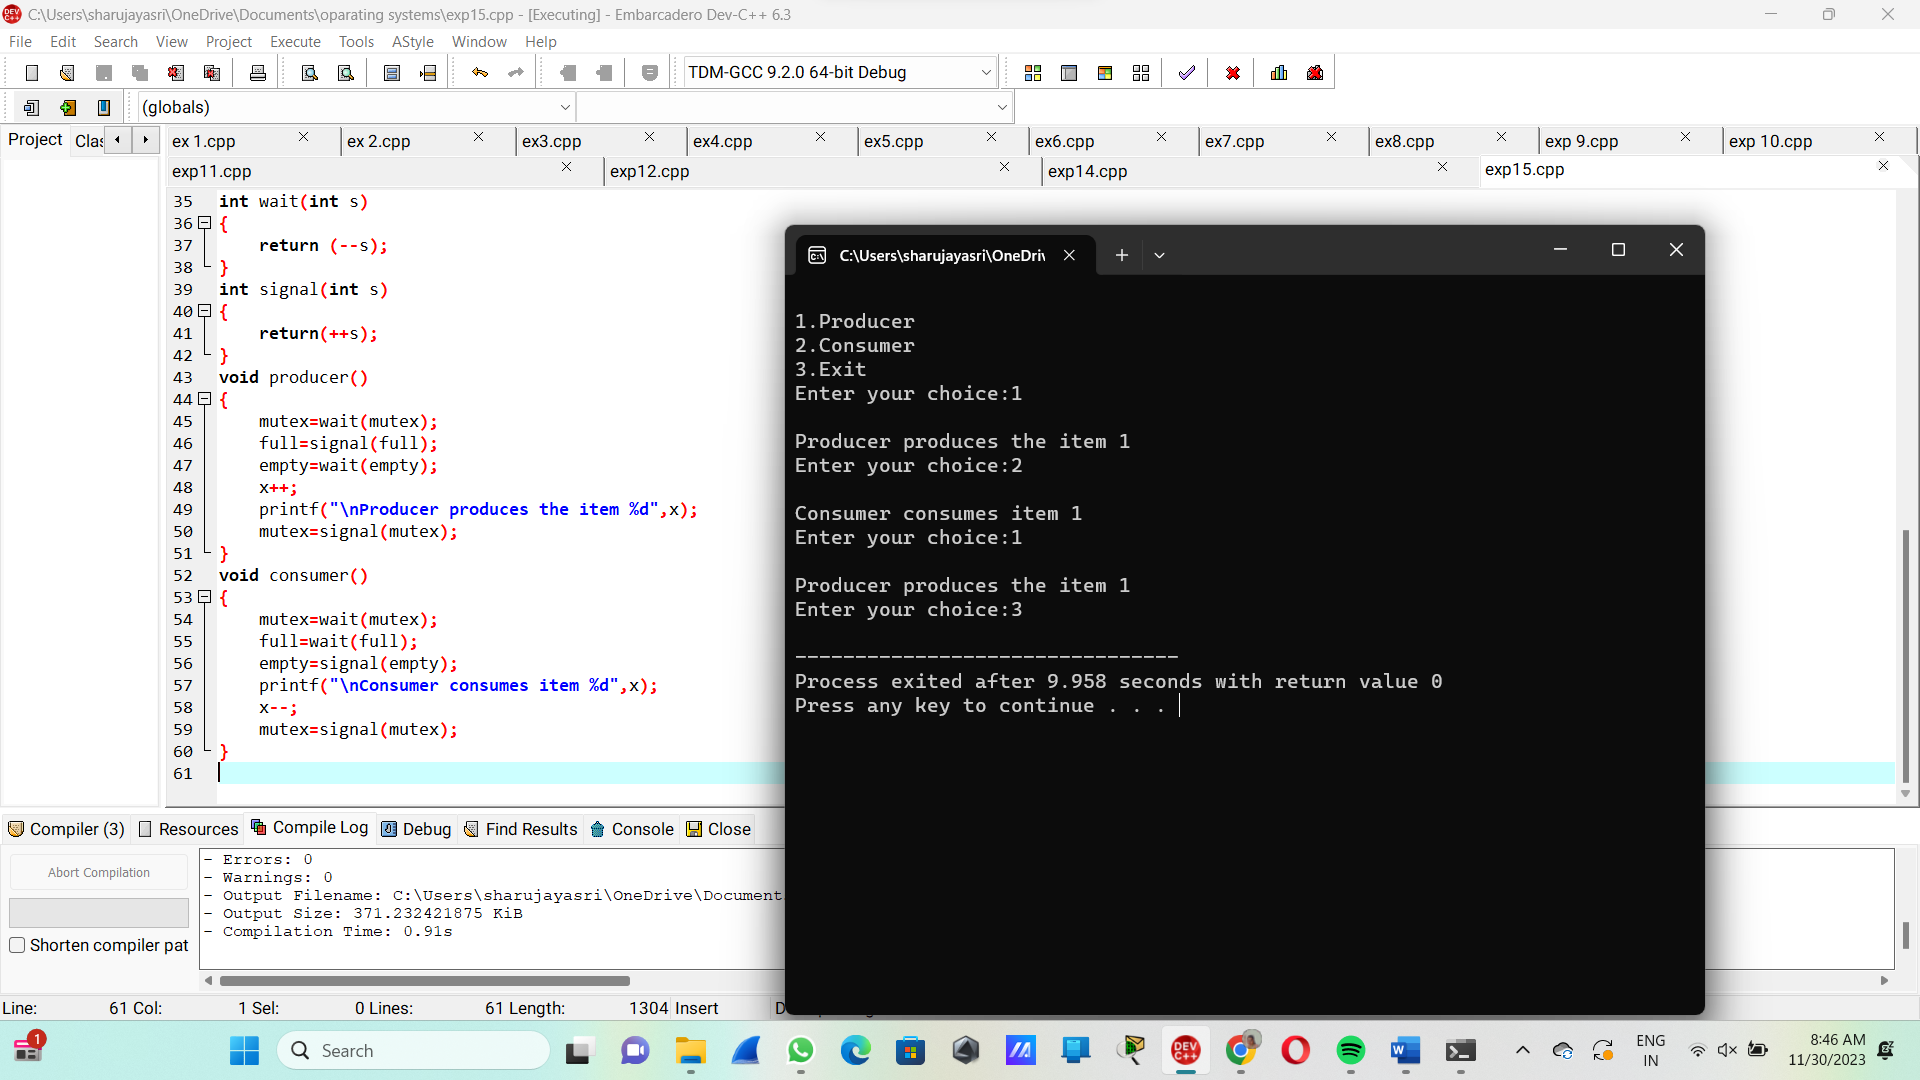 C:\Users\sharujayasri\OneDrive\Documents\oparating systems\exp15.cpp - [Executing] - Embarcadero Dev-C++ 6.3
File Edit Search View Project Execute Tools AStyle Window Help
TDM-GCC 9.2.0 64-bit Debug
(globals)
Project Clas
ex 1.cpp ex 2.cpp ex3.cpp ex4.cpp ex5.cpp ex6.cpp ex7.cpp ex8.cpp exp 9.cpp exp 10.cpp
exp11.cpp exp12.cpp exp14.cpp exp15.cpp
35 int wait(int s)
36 {
37 return (--s);
38 }
39 int signal(int s)
40 {
41 return(++s);
42 }
43 void producer()
44 {
45 mutex=wait(mutex);
46 full=signal(full);
47 empty=wait(empty);
48 x++;
49 printf("\nProducer produces the item %d",x);
50 mutex=signal(mutex);
51 }
52 void consumer()
53 {
54 mutex=wait(mutex);
55 full=wait(full);
56 empty=signal(empty);
57 printf("\nConsumer consumes item %d",x);
58 x--;
59 mutex=signal(mutex);
60 }
61
C:\Users\sharujayasri\OneDriv
1.Producer
2.Consumer
3.Exit
Enter your choice:1
Producer produces the item 1
Enter your choice:2
Consumer consumes item 1
Enter your choice:1
Producer produces the item 1
Enter your choice:3
--------------------------------
Process exited after 9.958 seconds with return value 0
Press any key to continue . . .
Compiler (3) Resources Compile Log Debug Find Results Console Close
Abort Compilation
Shorten compiler pat
- Errors: 0
- Warnings: 0
- Output Filename: C:\Users\sharujayasri\OneDrive\Document
- Output Size: 371.232421875 KiB
- Compilation Time: 0.91s
Line: 61 Col: 1 Sel: 0 Lines: 61 Length: 1304 Insert
1
Search
DEV C++
ENG
IN
8:46 AM
11/30/2023